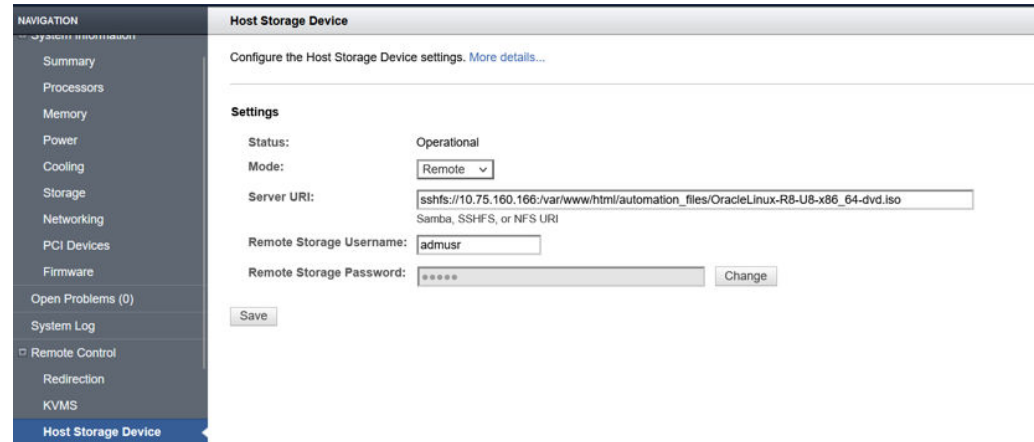 NAVIGATION
System Information
Summary
Processors
Memory
Power
Cooling
Storage
Networking
PCI Devices
Firmware
Open Problems (0)
System Log
Remote Control
Redirection
KVMS
Host Storage Device
Host Storage Device
Configure the Host Storage Device settings. More details...
Settings
Status: Operational
Mode: Remote
Server URI: sshfs://10.75.160.166:/var/www/html/automation_files/OracleLinux-R8-U8-x86_64-dvd.iso
Samba, SSHFS, or NFS URI
Remote Storage Username: admusr
Remote Storage Password: ••••• Change
Save